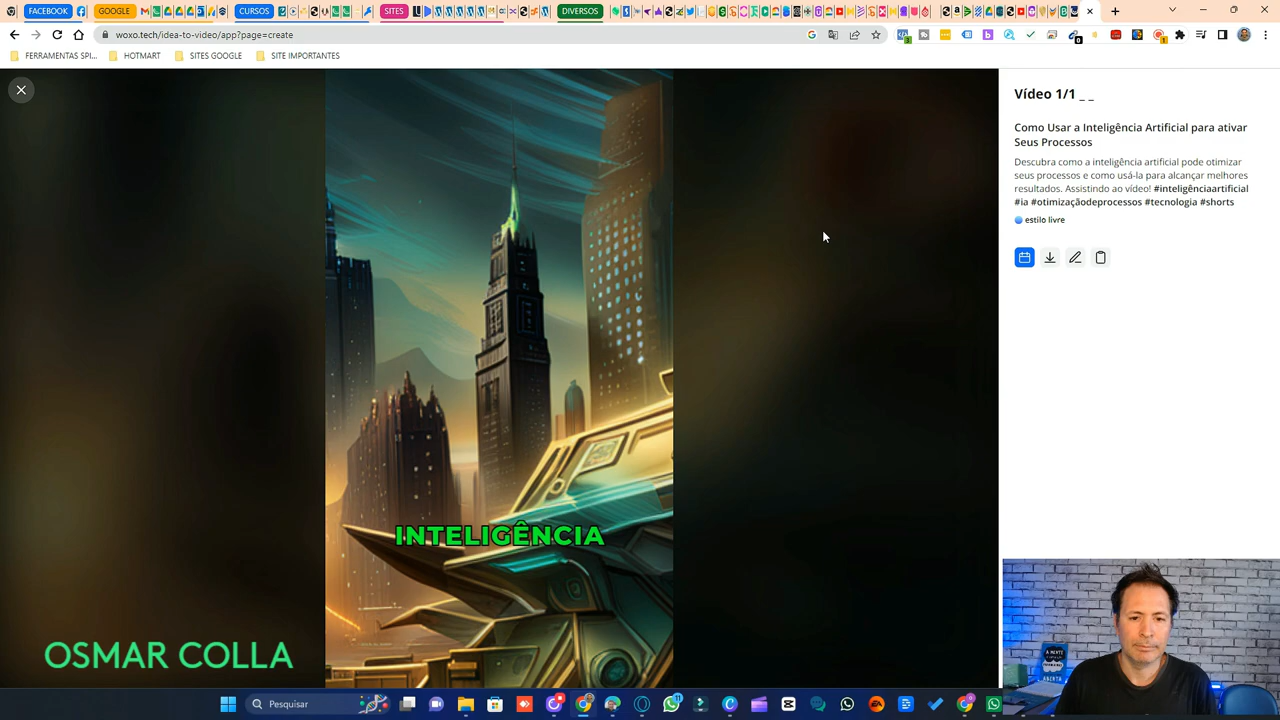 FACEBOOK
GOOGLE
CURSOS
SITES
DIVERSOS
woxo.tech/idea-to-video/app?page=create
FERRAMENTAS SPI...
HOTMART
SITES GOOGLE
SITE IMPORTANTES
Vídeo 1/1 _ _
Como Usar a Inteligência Artificial para ativar
Seus Processos
Descubra como a inteligência artificial pode otimizar
seus processos e como usá-la para alcançar melhores
resultados. Assistindo ao vídeo! #inteligênciaartificial
#ia #otimizaçãodeprocessos #tecnologia #shorts
estilo livre
INTELIGÊNCIA
OSMAR COLLA
A MENTE
ABERTA
Pesquisar